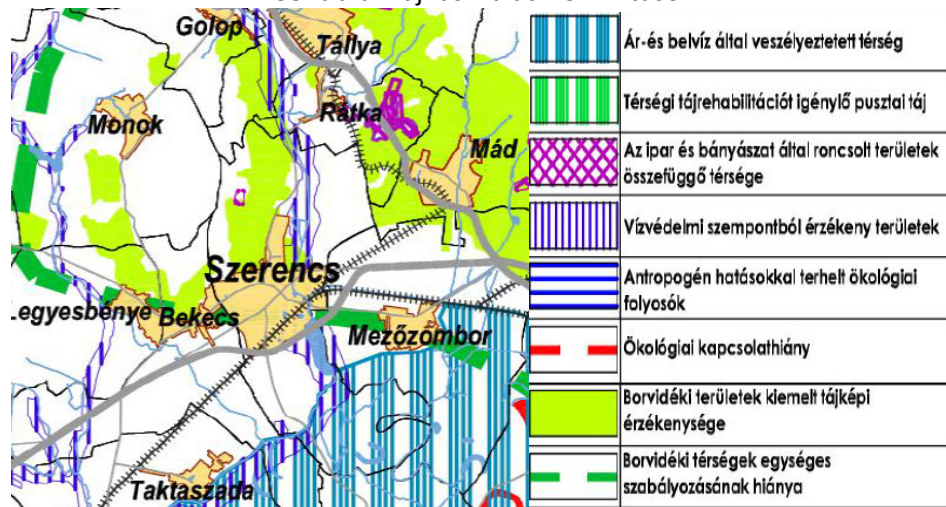 Golop
Tállya
Monok
Rátka
Mád
Szerencs
Legyesbénye
Bekecs
Mezőzombor
Taktaszada
Ár-és belvíz által veszélyeztetett térség
Térségi tájrehabilitációt igénylő pusztai táj
Az ipar és bányászat által roncsolt területek
összefüggő térsége
Vízvédelmi szempontból érzékeny területek
Antropogén hatásokkal terhelt ökológiai
folyosók
Ökológiai kapcsolathiány
Borvidéki területek kiemelt tájképi
érzékenysége
Borvidéki térségek egységes
szabályozásának hiánya